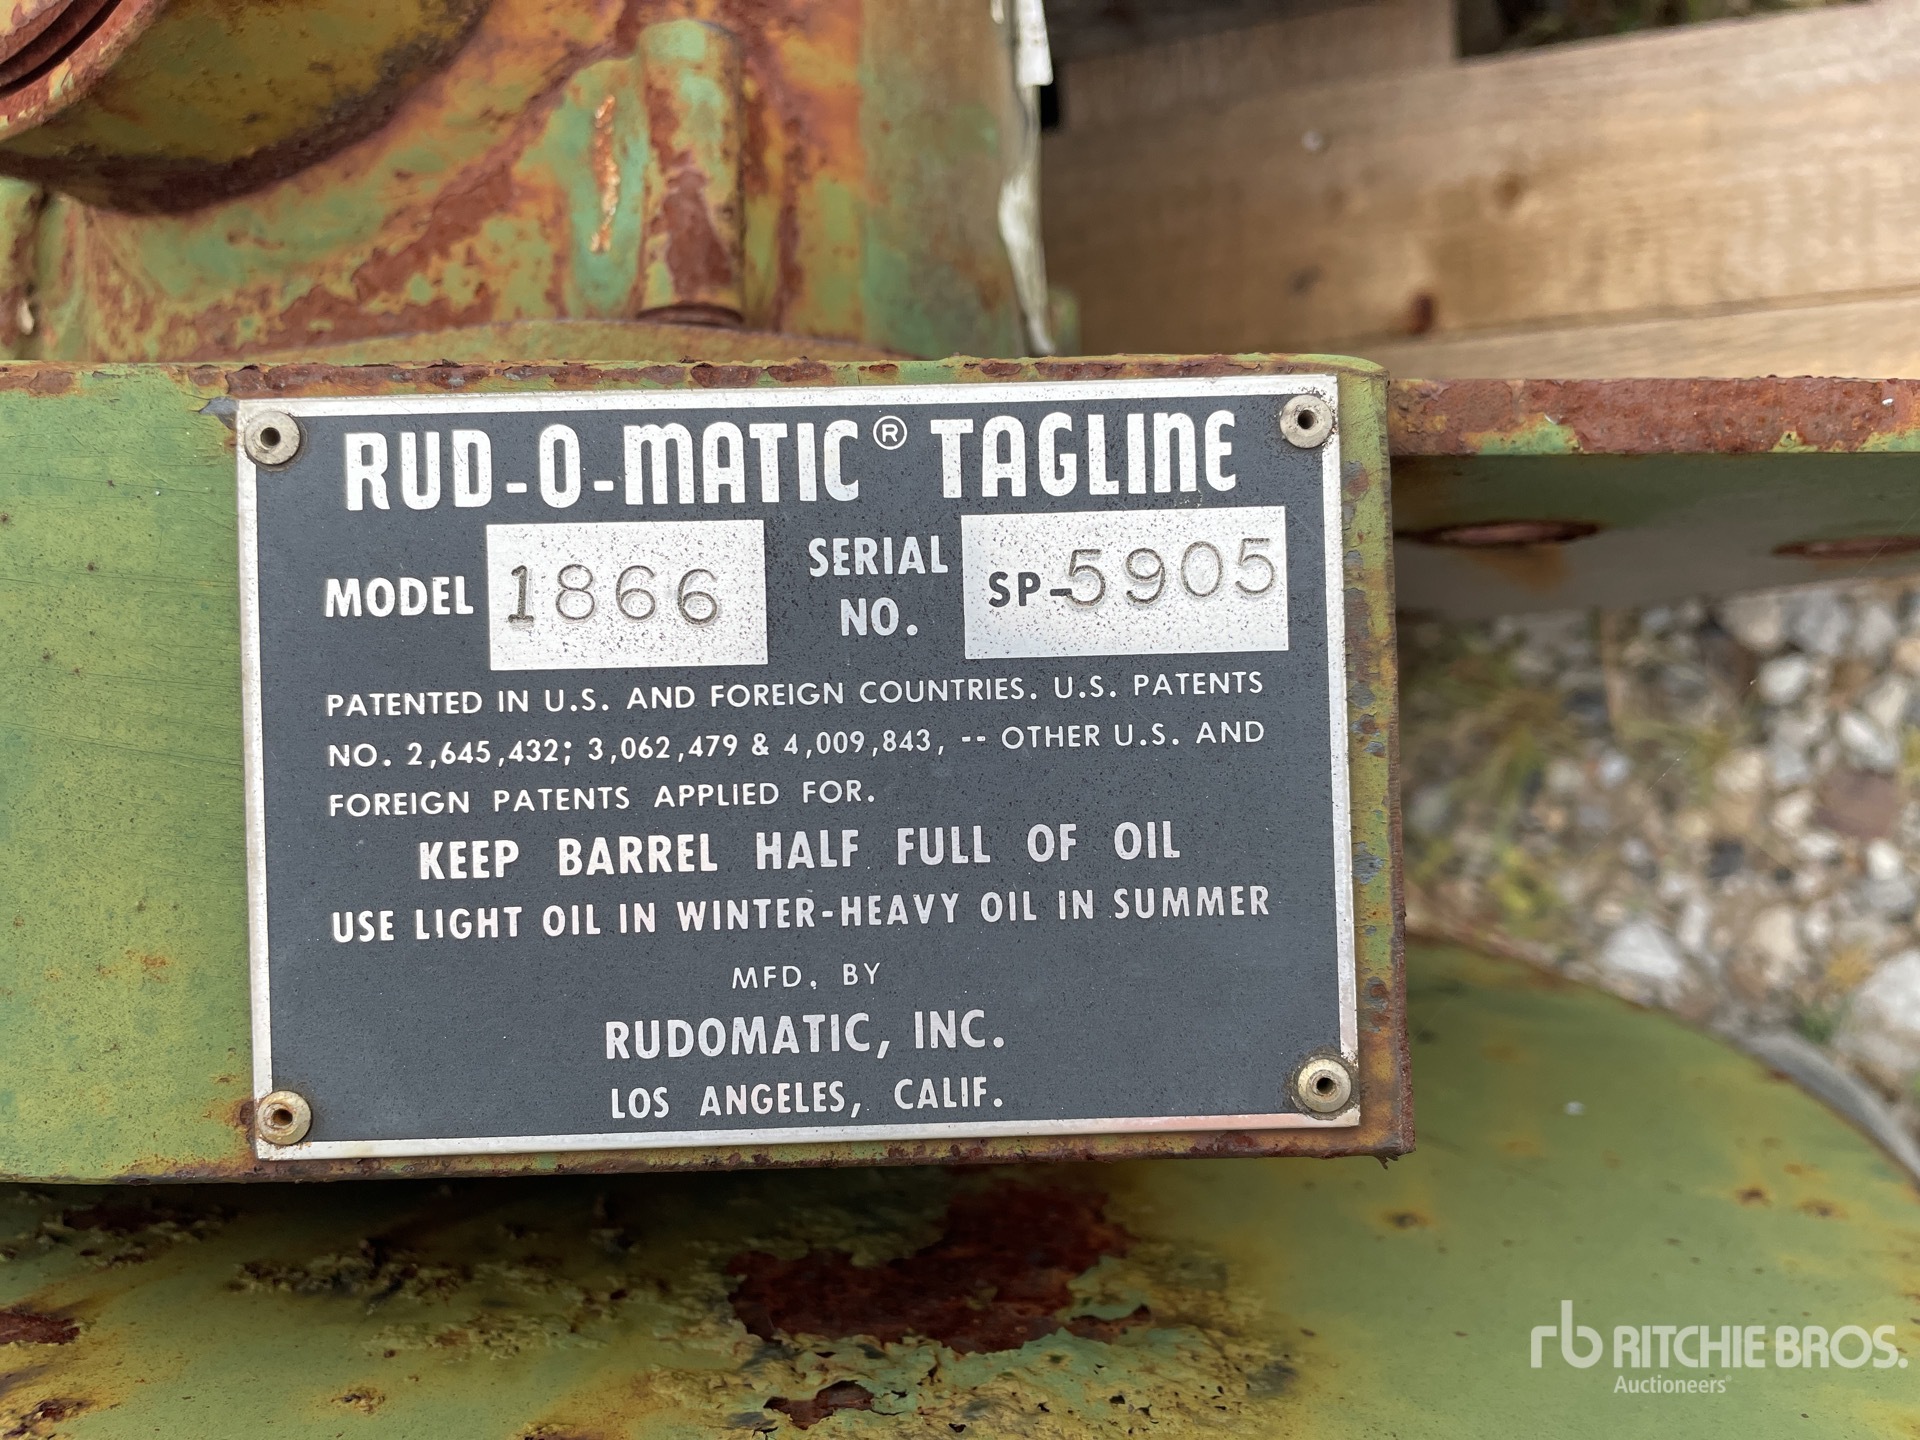 RUD-O-MATIC® TAGLINE
MODEL 1866 SERIAL NO. SP-5905
PATENTED IN U.S. AND FOREIGN COUNTRIES. U.S. PATENTS
NO. 2,645,432; 3,062,479 & 4,009,843, -- OTHER U.S. AND
FOREIGN PATENTS APPLIED FOR.
KEEP BARREL HALF FULL OF OIL
USE LIGHT OIL IN WINTER-HEAVY OIL IN SUMMER
MFD. BY
RUDOMATIC, INC.
LOS ANGELES, CALIF.
rb RITCHIE BROS.
Auctioneers